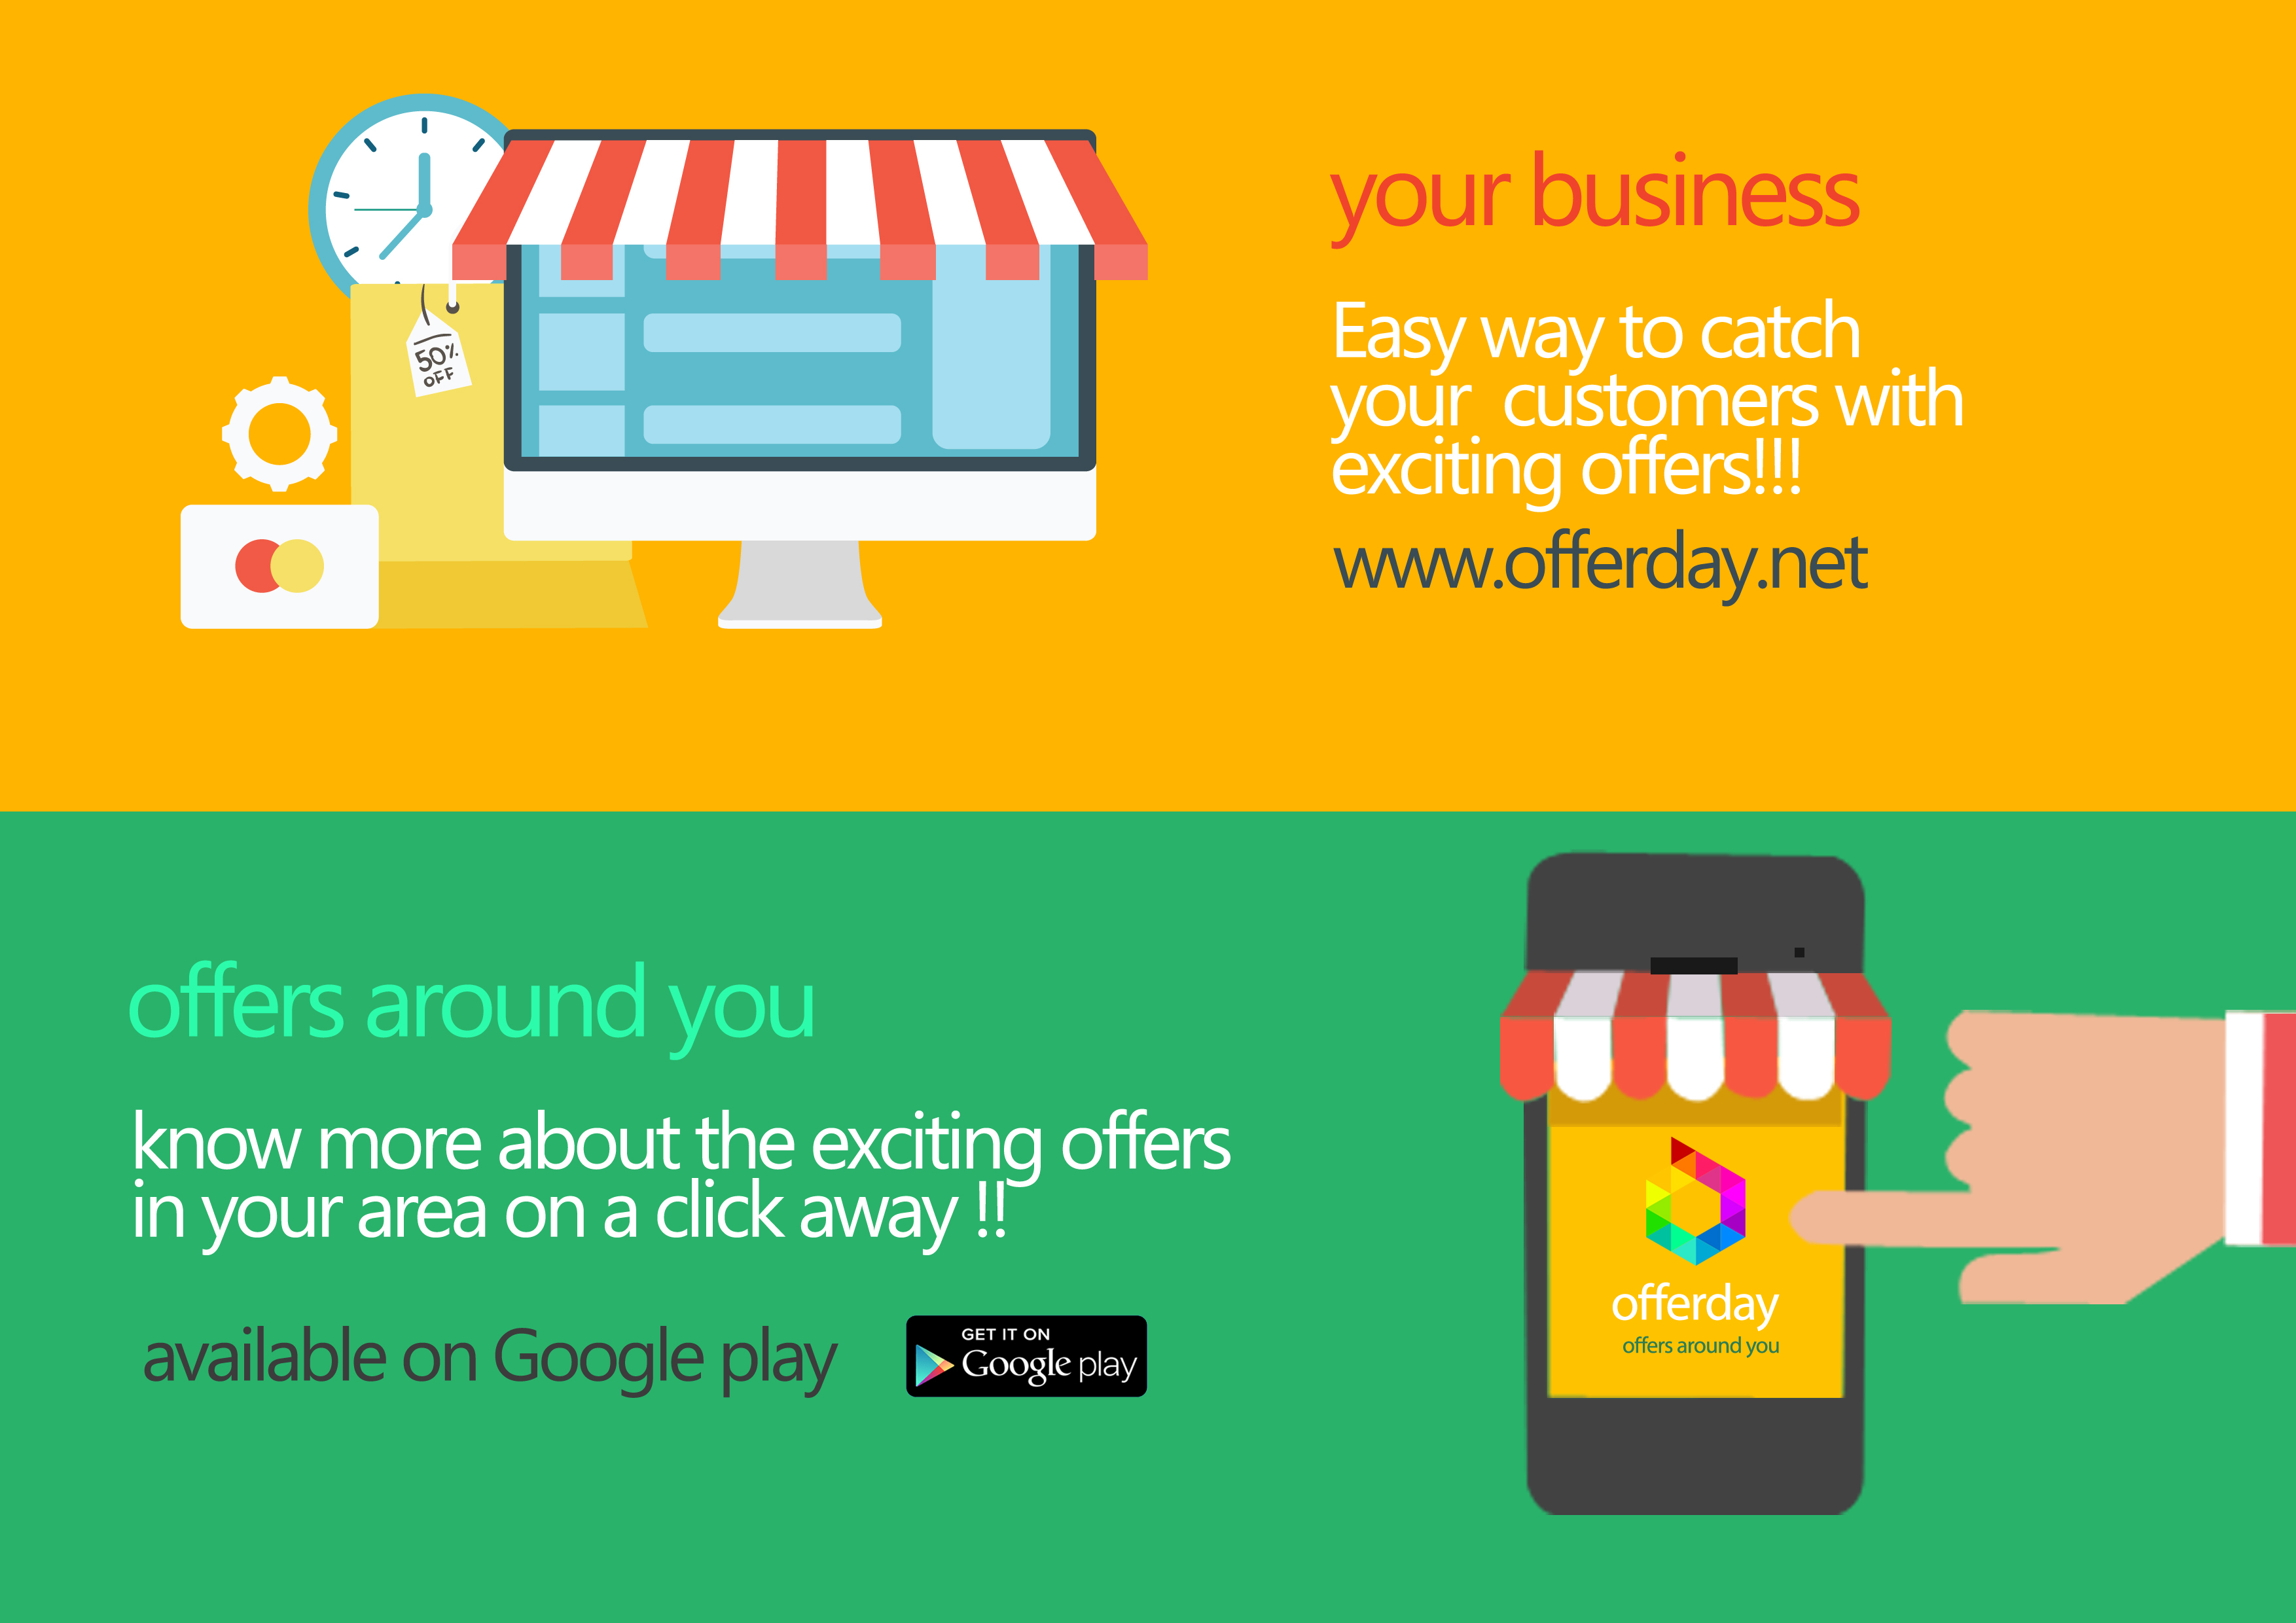 your business
Easy way to catch
your customers with
exciting offers!!!
www.offerday.net
50%
OFF
offers around you
know more about the exciting offers
in your area on a click away !!
available on Google play
GET IT ON
Google play
offerday
offers around you